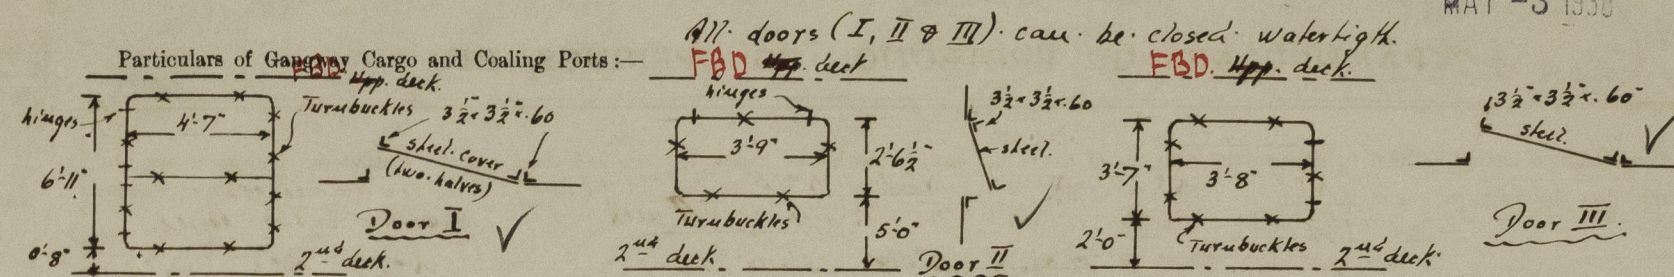 MAY -3 1930
All doors (I, II & III) can be closed watertigth.
Particulars of Gangway Cargo and Coaling Ports:—
FBD Upp. deck.
hinges
Turnbuckles
4'-7"
6'-11"
0'-8"
3½"×3½"×.60
steel cover
(two halves)
Door I
2nd deck.
FBD Upp. deck
hinges
3'-9"
2'-6½"
5'-0"
Turnbuckles
2nd deck
3½×3½×.60
steel.
Door II
FBD. Upp. deck.
3'-7"
3'-8"
2'-0"
Turnbuckles
2nd deck
3½"×3½"×.60"
steel.
Door III.